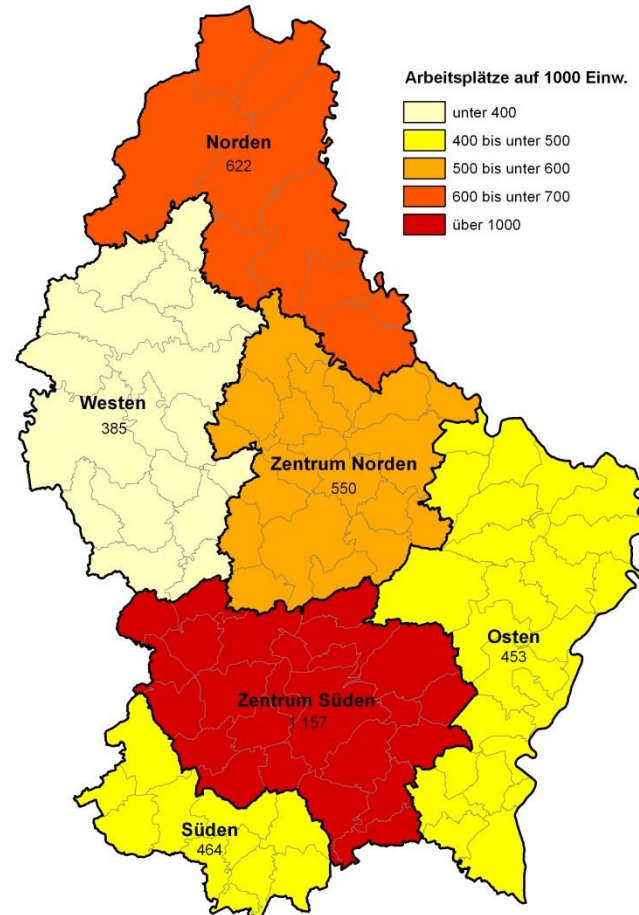 Arbeitsplätze auf 1000 Einw.
unter 400
400 bis unter 500
500 bis unter 600
600 bis unter 700
über 1000
Norden
622
Westen
385
Zentrum Norden
550
Osten
453
Zentrum Süden
1.157
Süden
464